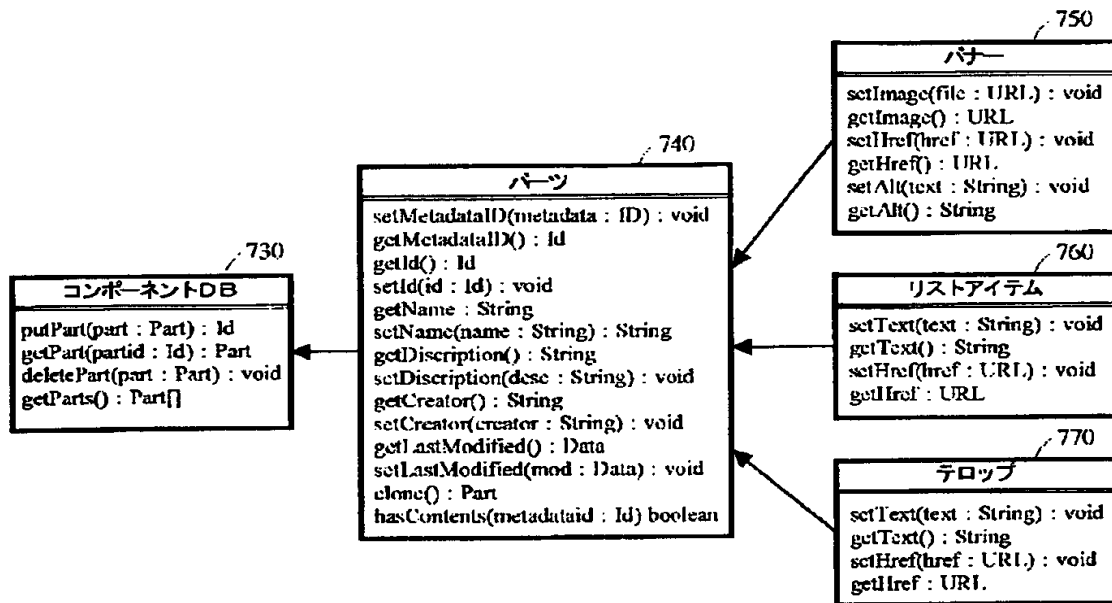 730
コンポーネントDB
putPart(part : Part) : Id
getPart(partid : Id) : Part
deletePart(part : Part) : void
getParts() : Part[]
740
パーツ
setMetadataID(metadata : ID) : void
getMetadataID() : Id
getId() : Id
setId(id : Id) : void
getName : String
setName(name : String) : String
getDiscription() : String
setDiscription(desc : String) : void
getCreator() : String
setCreator(creator : String) : void
getLastModified() : Data
setLastModified(mod : Data) : void
clone() : Part
hasContents(metadataid : Id) boolean
750
バナー
setImage(file : URL) : void
getImage() : URL
setHref(href : URL) : void
getHref() : URL
setAlt(text : String) : void
getAlt() : String
760
リストアイテム
setText(text : String) : void
getText() : String
setHref(href : URL) : void
getHref : URL
770
テロップ
setText(text : String) : void
getText() : String
setHref(href : URL) : void
getHref : URL